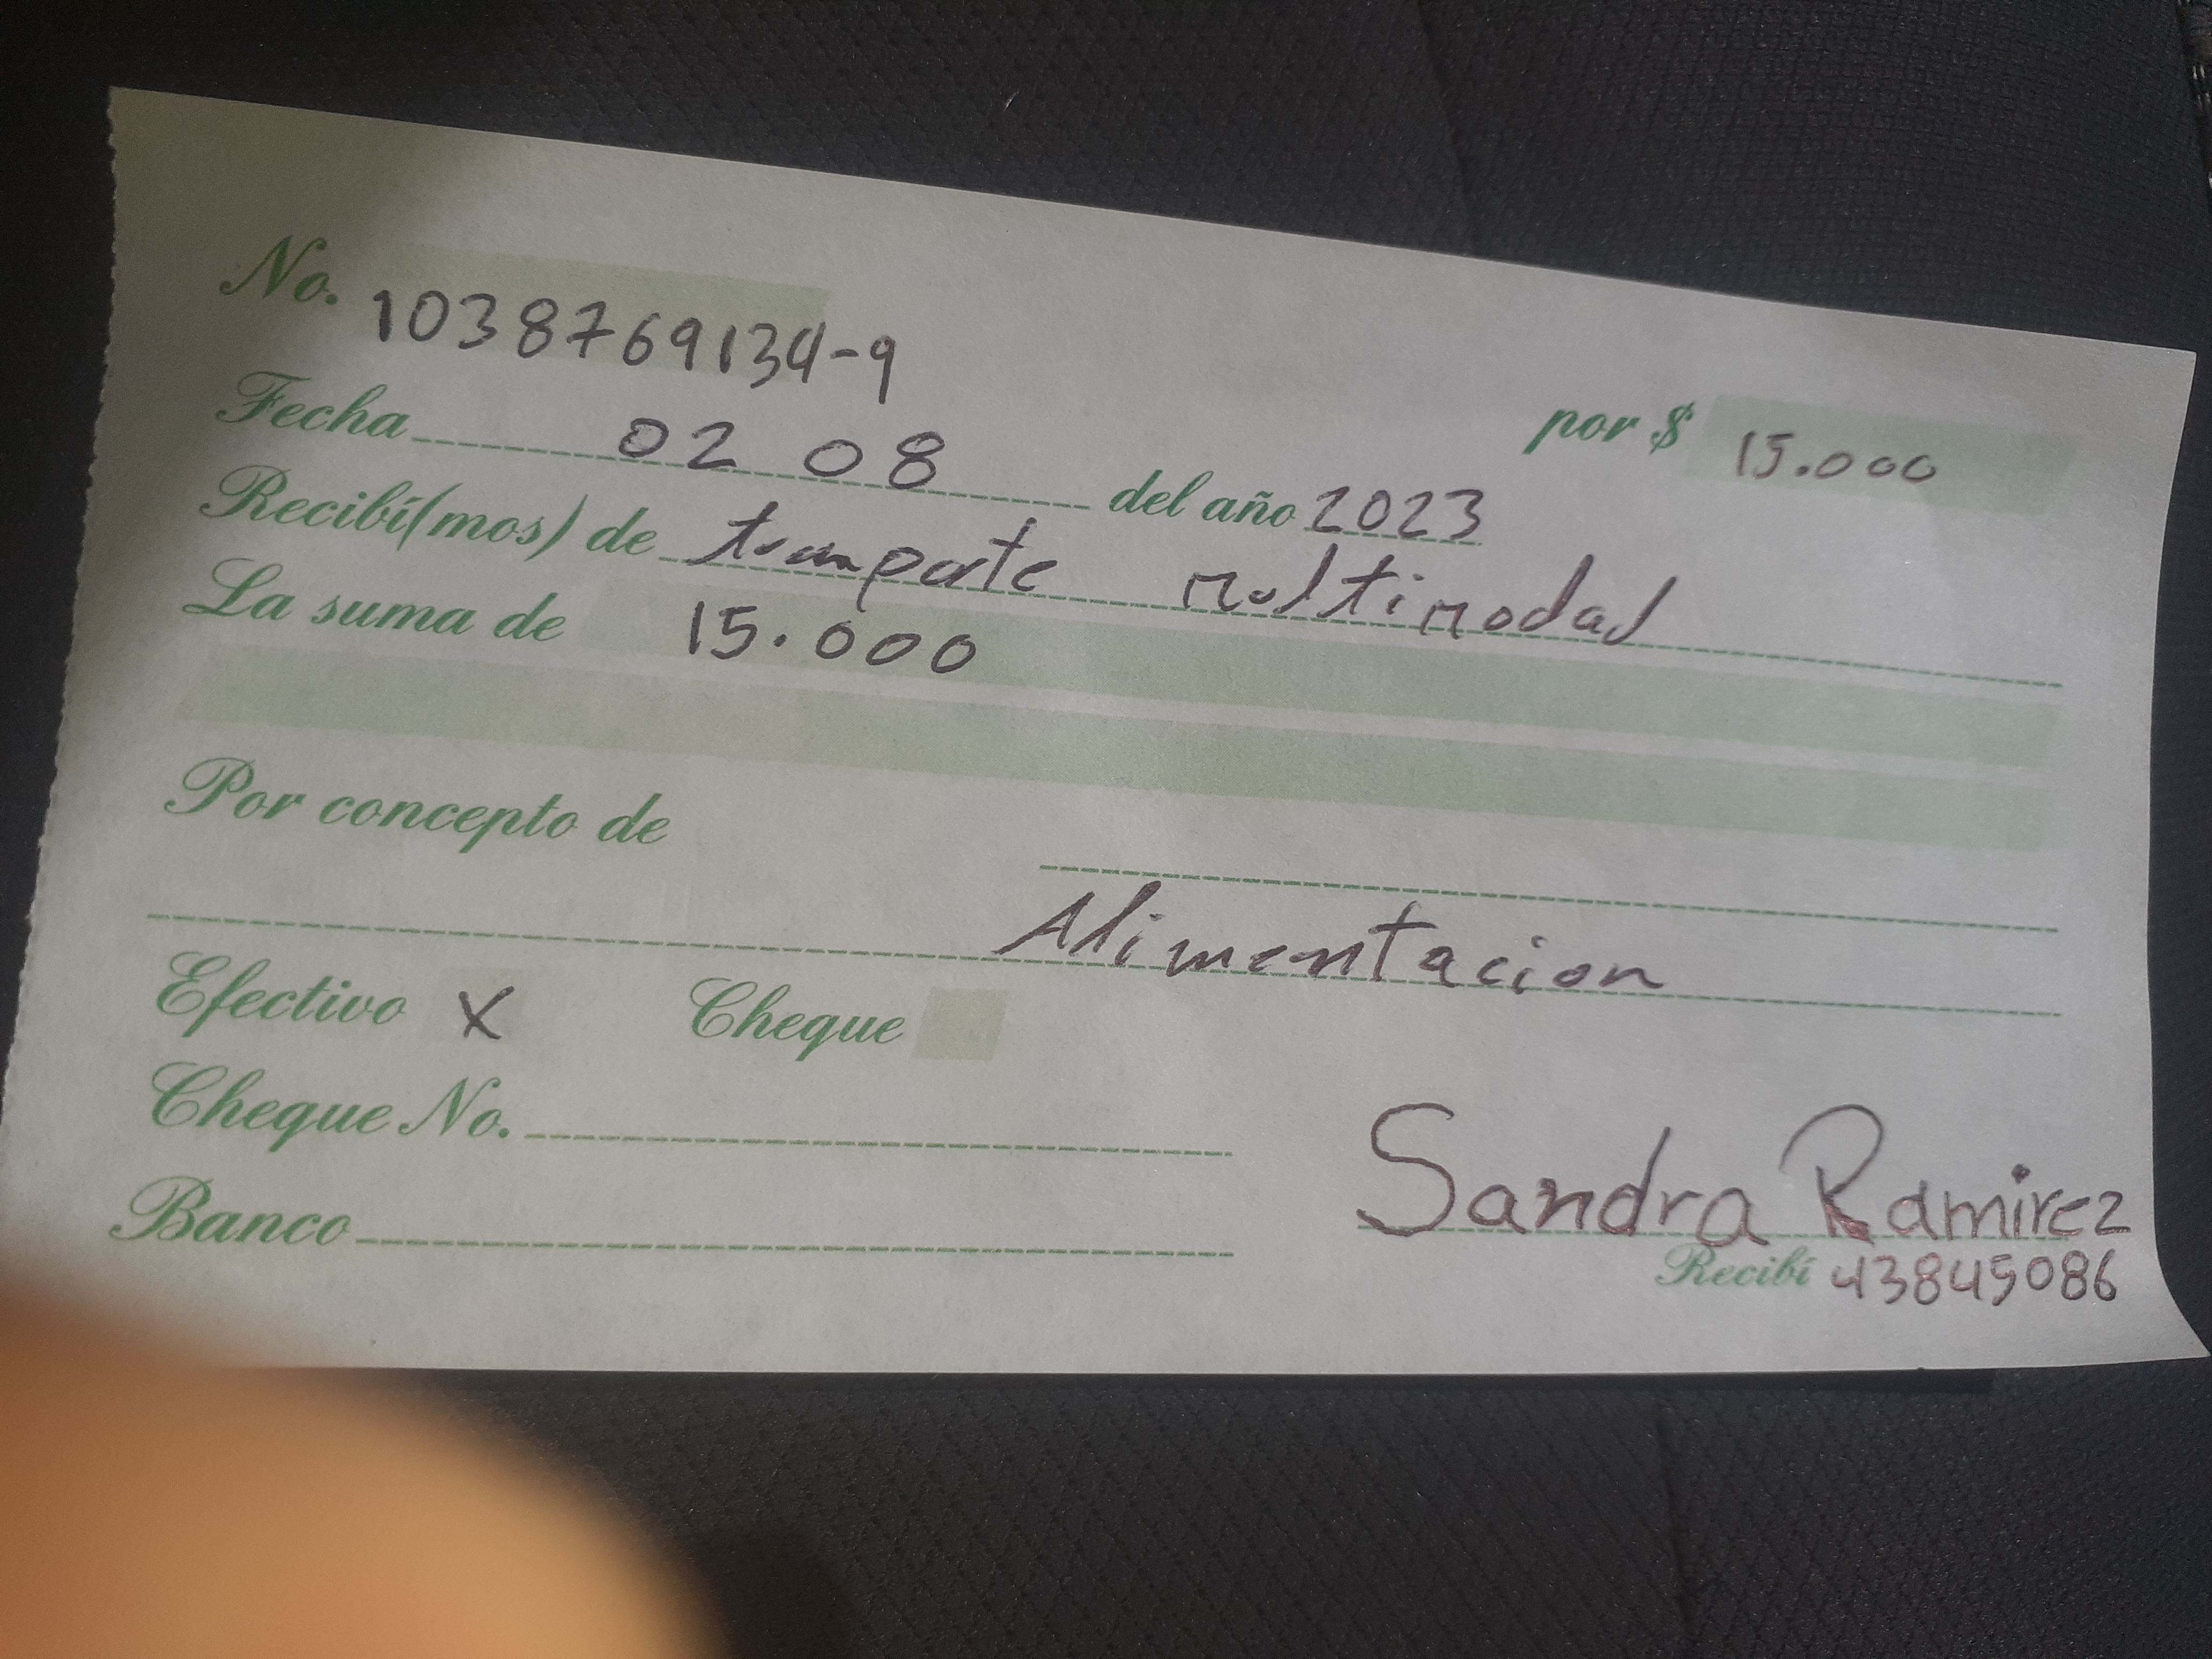 No. 1038769134-9
por $ 15.000
Fecha 02 08 del año 2023
Recibí(mos) de tramporte multimodal
La suma de 15.000
Por concepto de
Alimentacion
Efectivo X Cheque
Cheque No.
Banco
Sandra Ramirez
Recibí 43845086